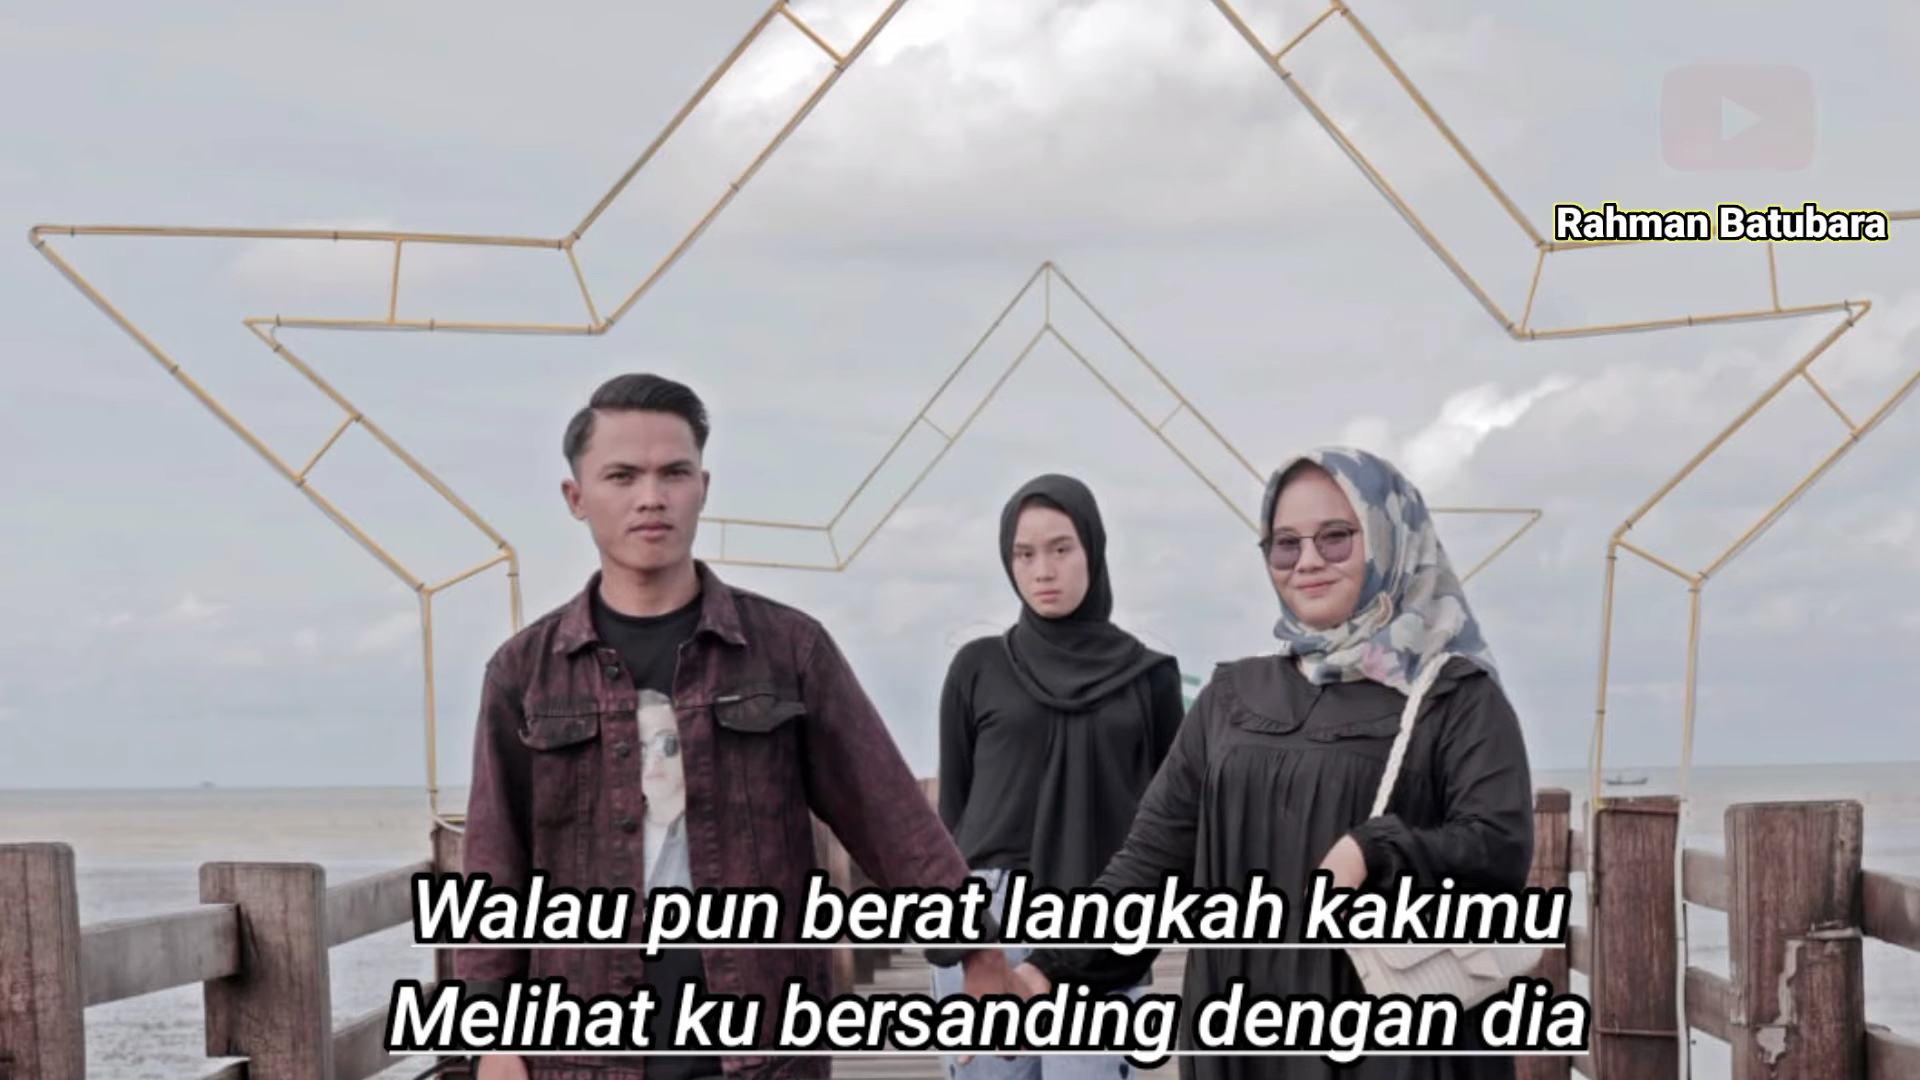 Rahman Batubara
Walau pun berat langkah kakimu
Melihat ku bersanding dengan dia